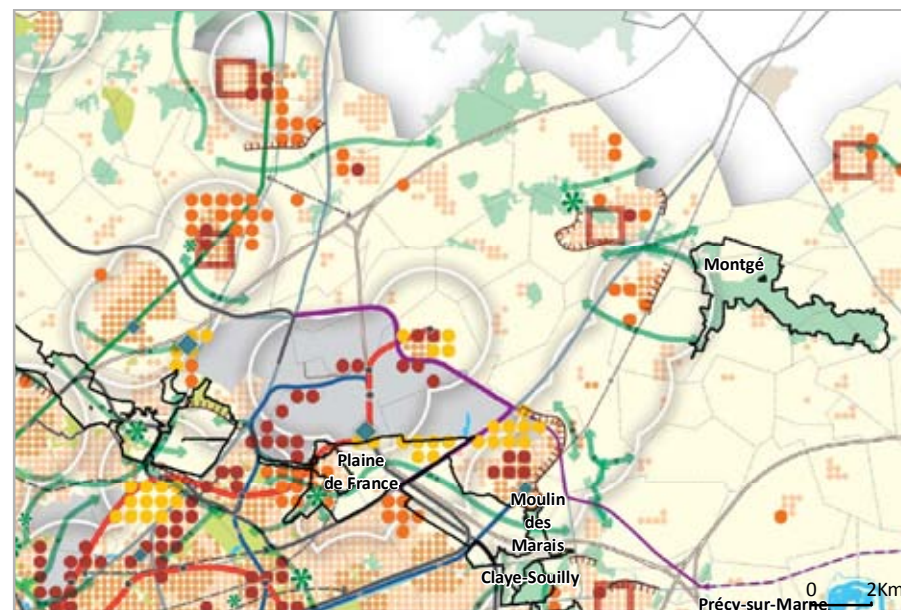 Montgé
Plaine
de France
Moulin
des
Marais
Claye-Souilly
0 2Km
Précy-sur-Marne